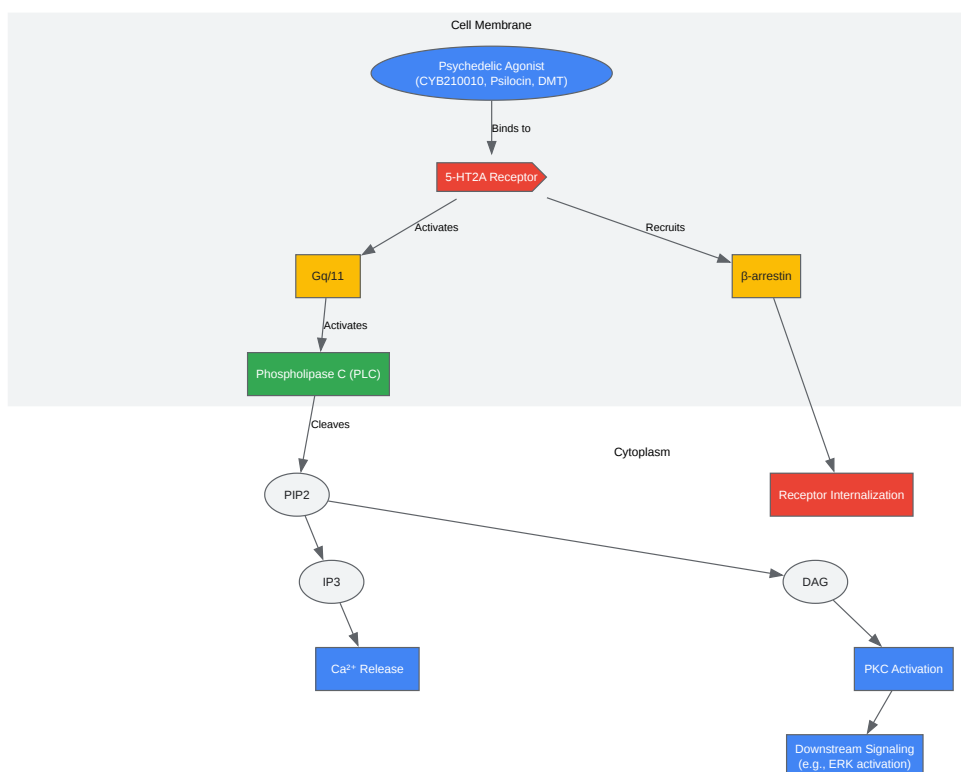 Cell Membrane
Psychedelic Agonist
(CYB210010, Psilocin, DMT)
Binds to
5-HT2A Receptor
Activates
Recruits
Gq/11
β-arrestin
Activates
Phospholipase C (PLC)
Cleaves
Cytoplasm
PIP2
Receptor Internalization
IP3
DAG
Ca²⁺ Release
PKC Activation
Downstream Signaling
(e.g., ERK activation)